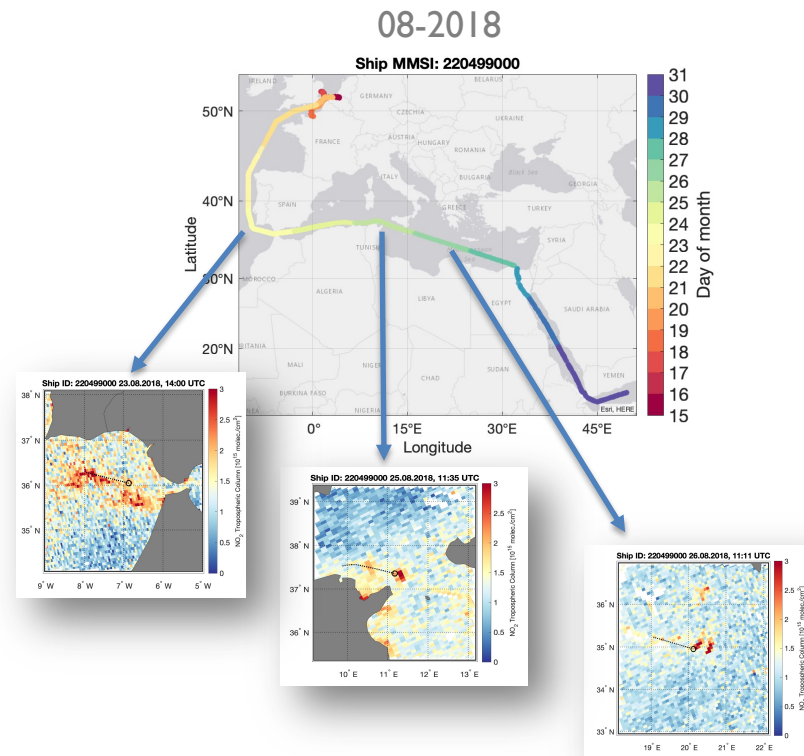 08-2018
Ship MMSI: 220499000
IRELAND
BELARUS
GERMANY
CZECHIA
UKRAINE
FRANCE
AUSTRIA
HUNGARY
ROMANIA
ITALY
Black Sea
BULGARIA
GEORGIA
SPAIN
GREECE
TURKEY
SYRIA
MOROCCO
ALGERIA
LIBYA
EGYPT
SAUDI ARABIA
MALI
NIGER
CHAD
SUDAN
YEMEN
BURKINA FASO
NIGERIA
Esri, HERE
50°N
40°N
30°N
20°N
Latitude
0°
15°E
30°E
45°E
Longitude
31
30
29
28
27
26
25
24
23
22
21
20
19
18
17
16
15
Day of month
Ship ID: 220499000 23.08.2018, 14:00 UTC
38° N
37° N
36° N
35° N
9° W
8° W
7° W
6° W
5° W
3
2.5
2
1.5
1
0.5
0
NO₂ Tropospheric Column [10¹⁵ molec./cm²]
Ship ID: 220499000 25.08.2018, 11:35 UTC
39° N
38° N
37° N
36° N
10° E
11° E
12° E
13° E
3
2.5
2
1.5
1
0.5
0
NO₂ Tropospheric Column [10¹⁵ molec./cm²]
Ship ID: 220499000 26.08.2018, 11:11 UTC
36° N
35° N
34° N
33° N
19° E
20° E
21° E
22° E
3
2.5
2
1.5
1
0.5
0
NO₂ Tropospheric Column [10¹⁵ molec./cm²]